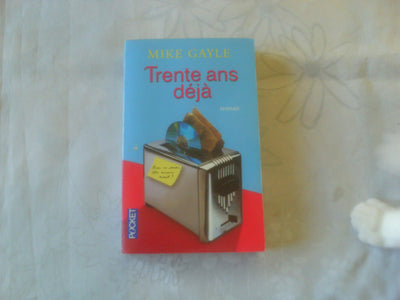 MIKE GAYLE
Trente ans
déjà
roman
POCKET